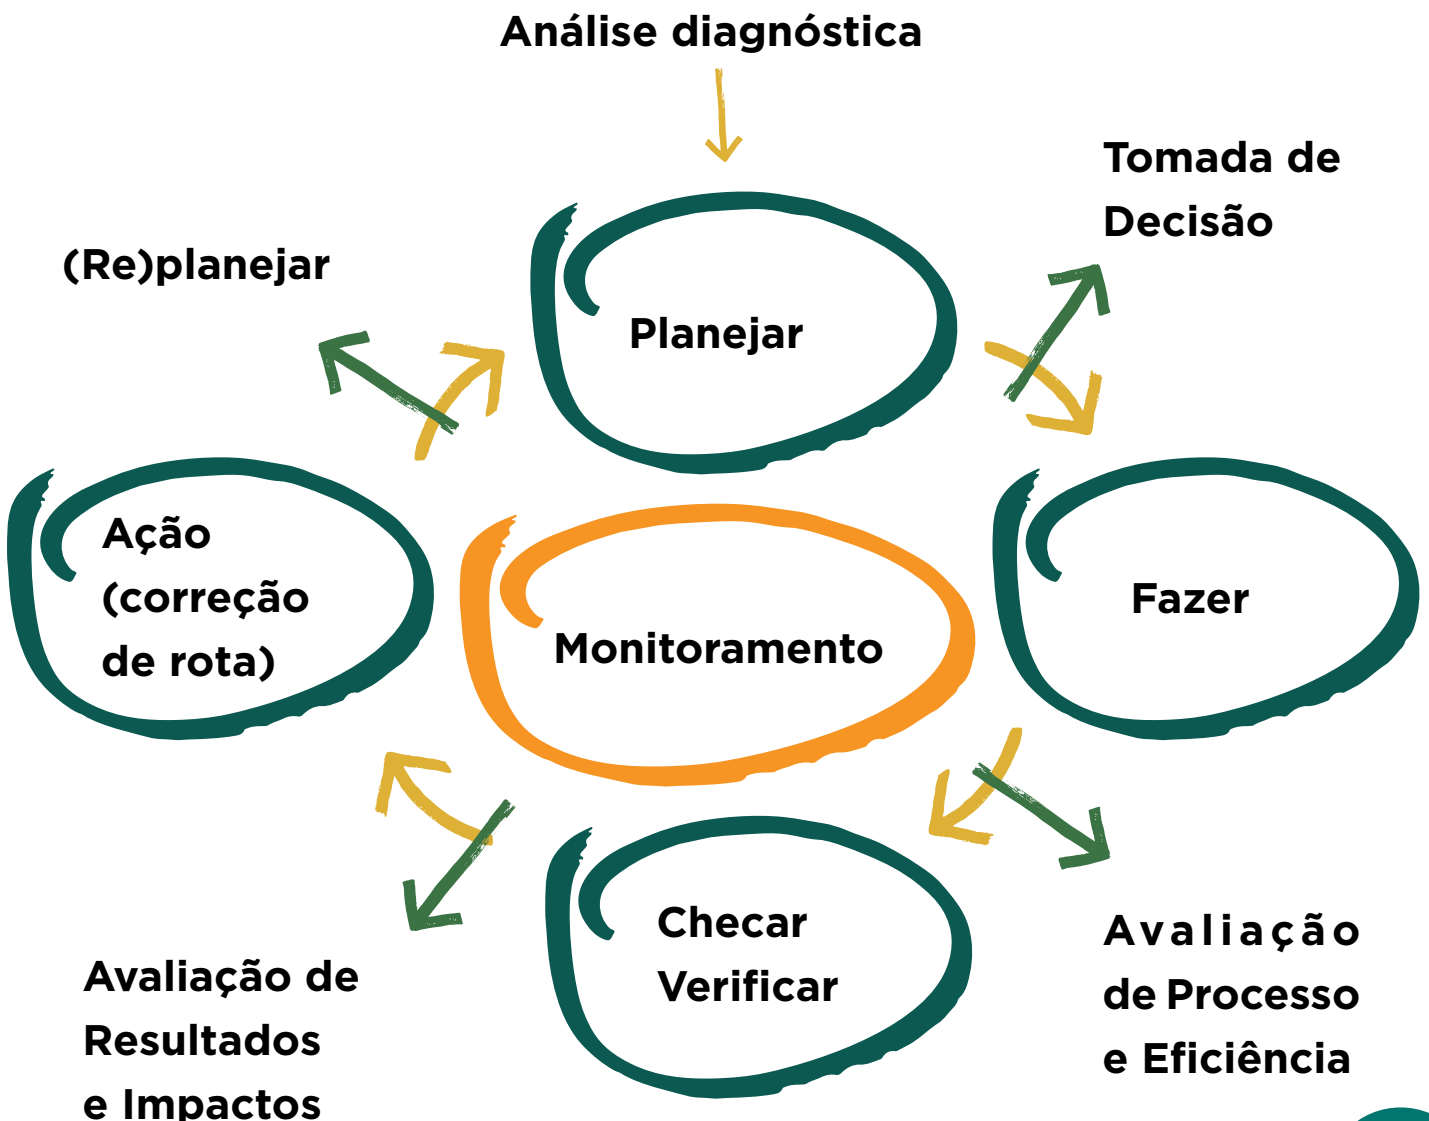 Análise diagnóstica
Tomada de
Decisão
(Re)planejar
Planejar
Ação
(correção
de rota)
Fazer
Monitoramento
Checar
Verificar
Avaliação
de Processo
e Eficiência
Avaliação de
Resultados
e Impactos